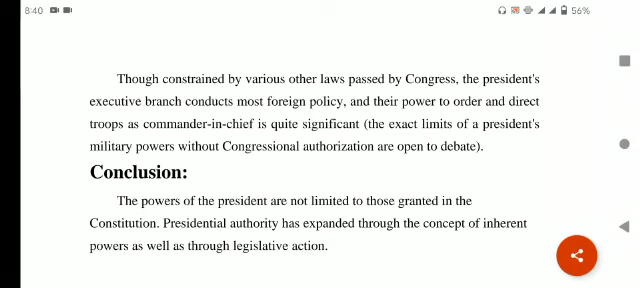 8:40
56%
Though constrained by various other laws passed by Congress, the president's
executive branch conducts most foreign policy, and their power to order and direct
troops as commander-in-chief is quite significant (the exact limits of a president's
military powers without Congressional authorization are open to debate).
Conclusion:
The powers of the president are not limited to those granted in the
Constitution. Presidential authority has expanded through the concept of inherent
powers as well as through legislative action.